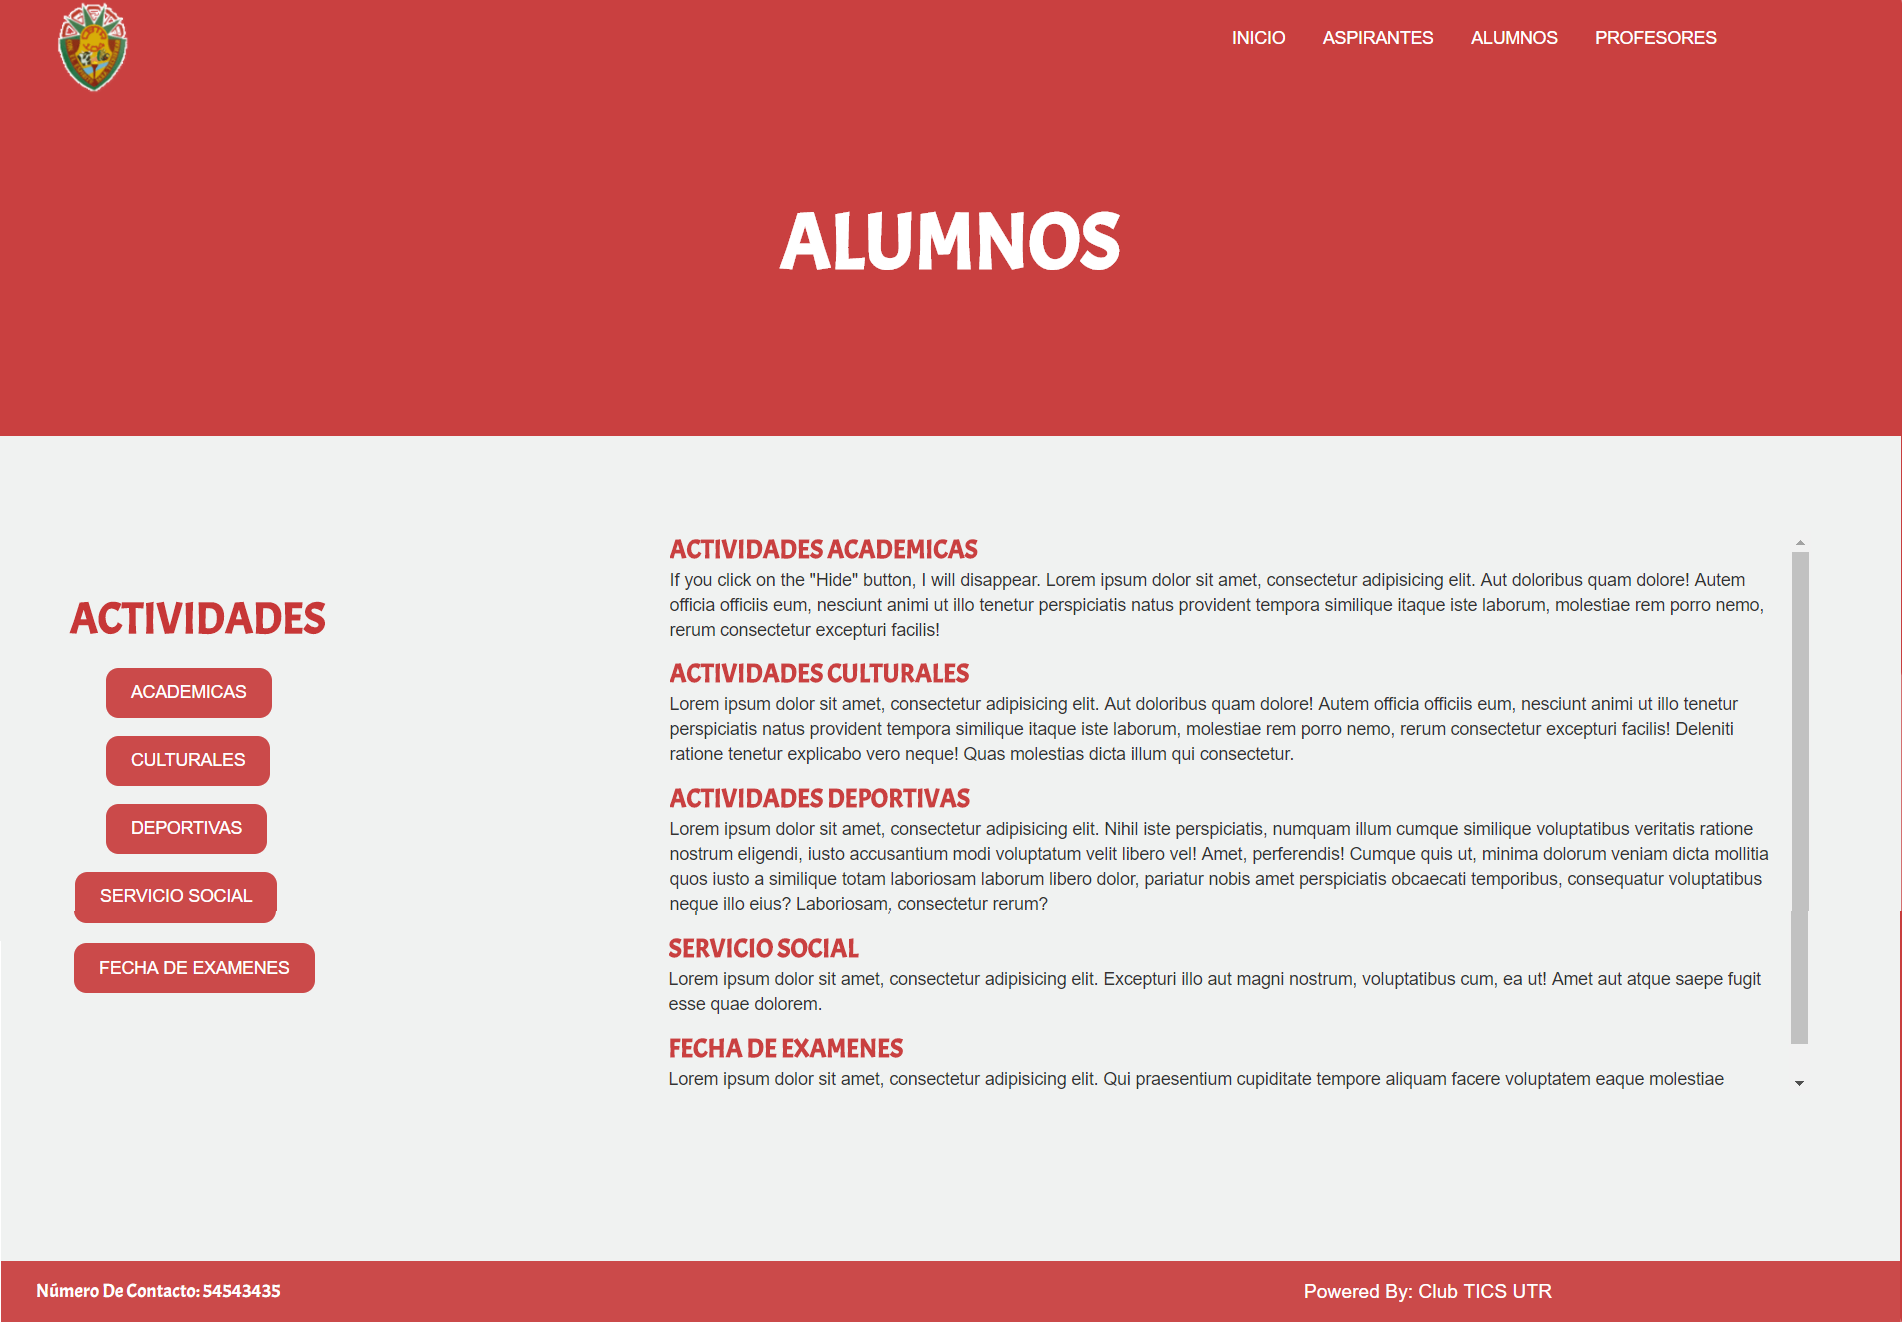 INICIO ASPIRANTES ALUMNOS PROFESORES
ALUMNOS
ACTIVIDADES
ACADEMICAS
CULTURALES
DEPORTIVAS
SERVICIO SOCIAL
FECHA DE EXAMENES
ACTIVIDADES ACADEMICAS
If you click on the "Hide" button, I will disappear. Lorem ipsum dolor sit amet, consectetur adipisicing elit. Aut doloribus quam dolore! Autem
officia officiis eum, nesciunt animi ut illo tenetur perspiciatis natus provident tempora similique itaque iste laborum, molestiae rem porro nemo,
rerum consectetur excepturi facilis!
ACTIVIDADES CULTURALES
Lorem ipsum dolor sit amet, consectetur adipisicing elit. Aut doloribus quam dolore! Autem officia officiis eum, nesciunt animi ut illo tenetur
perspiciatis natus provident tempora similique itaque iste laborum, molestiae rem porro nemo, rerum consectetur excepturi facilis! Deleniti
ratione tenetur explicabo vero neque! Quas molestias dicta illum qui consectetur.
ACTIVIDADES DEPORTIVAS
Lorem ipsum dolor sit amet, consectetur adipisicing elit. Nihil iste perspiciatis, numquam illum cumque similique voluptatibus veritatis ratione
nostrum eligendi, iusto accusantium modi voluptatum velit libero vel! Amet, perferendis! Cumque quis ut, minima dolorum veniam dicta mollitia
quos iusto a similique totam laboriosam laborum libero dolor, pariatur nobis amet perspiciatis obcaecati temporibus, consequatur voluptatibus
neque illo eius? Laboriosam, consectetur rerum?
SERVICIO SOCIAL
Lorem ipsum dolor sit amet, consectetur adipisicing elit. Excepturi illo aut magni nostrum, voluptatibus cum, ea ut! Amet aut atque saepe fugit
esse quae dolorem.
FECHA DE EXAMENES
Lorem ipsum dolor sit amet, consectetur adipisicing elit. Qui praesentium cupiditate tempore aliquam facere voluptatem eaque molestiae
Número De Contacto: 54543435
Powered By: Club TICS UTR